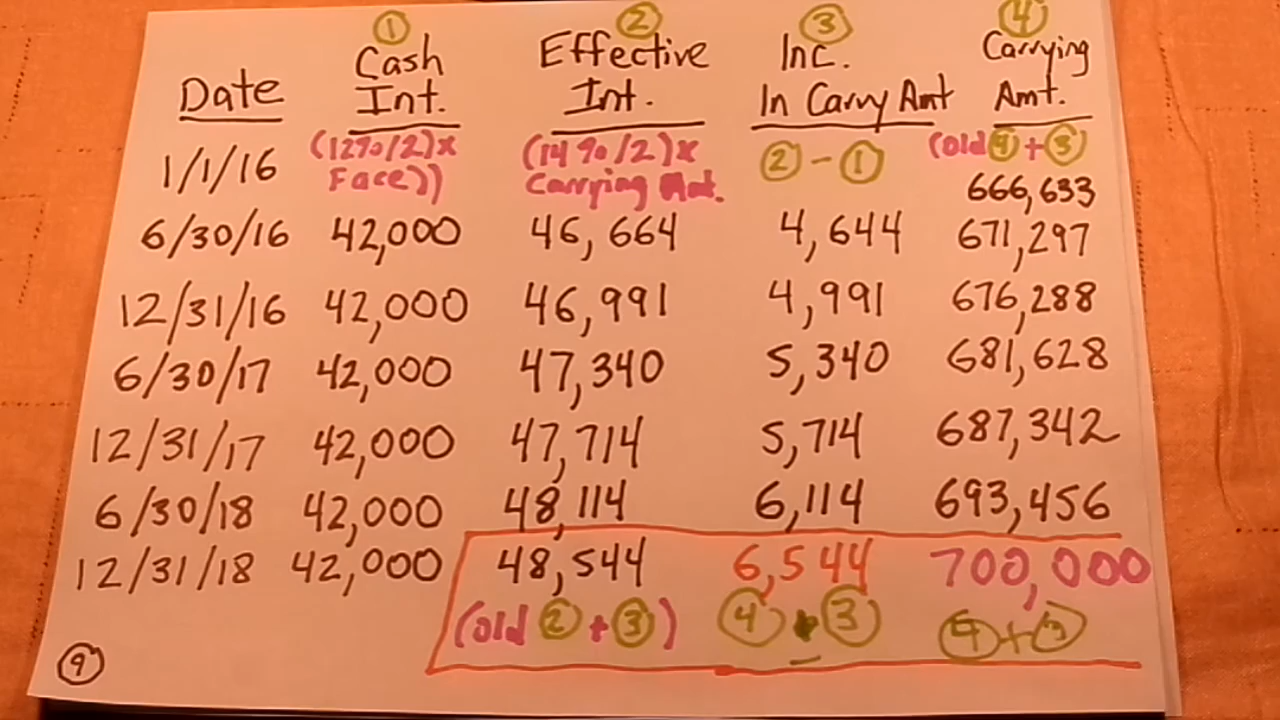 ① ② ③ ④
Cash Int. Effective Int. Inc. In Carry Amt Carrying Amt.
Date
(12%/2)x Face)) (14%/2)x Carrying Amt. ② - ① (old ④ + ③)
1/1/16 666,633
6/30/16 42,000 46,664 4,644 671,297
12/31/16 42,000 46,991 4,991 676,288
6/30/17 42,000 47,340 5,340 681,628
12/31/17 42,000 47,714 5,714 687,342
6/30/18 42,000 48,114 6,114 693,456
12/31/18 42,000 48,544 6,544 700,000
(old ② + ③) ④ - ③ ④ + ③
⑨